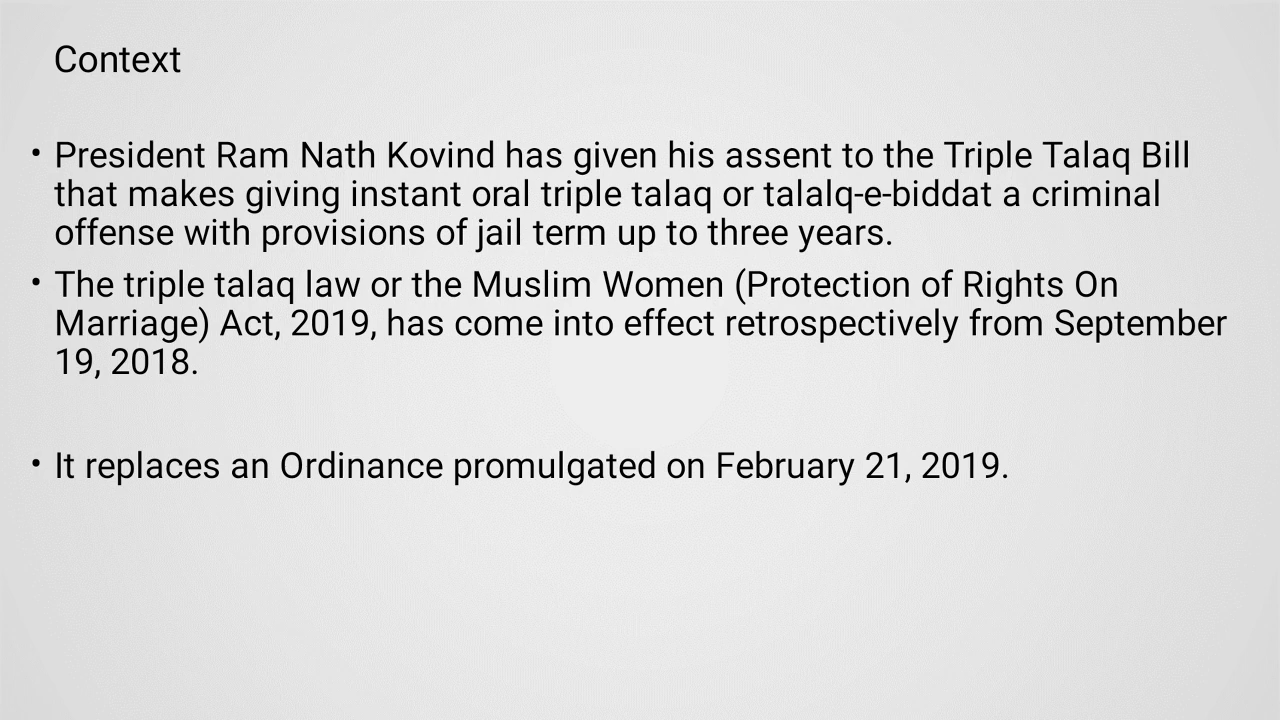 Context
• President Ram Nath Kovind has given his assent to the Triple Talaq Bill
that makes giving instant oral triple talaq or talalq-e-biddat a criminal
offense with provisions of jail term up to three years.
• The triple talaq law or the Muslim Women (Protection of Rights On
Marriage) Act, 2019, has come into effect retrospectively from September
19, 2018.
• It replaces an Ordinance promulgated on February 21, 2019.